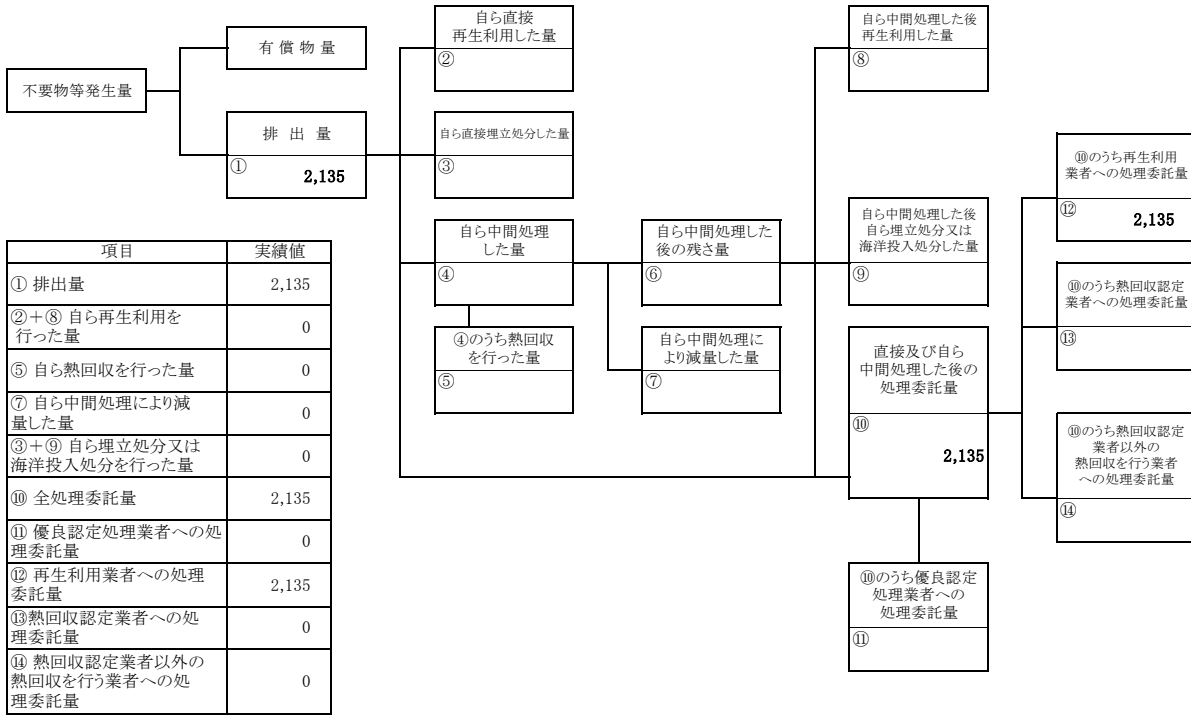 不要物等発生量
有 償 物 量
排 出 量
①
2,135
自ら直接
再生利用した量
②
自ら直接埋立処分した量
③
自ら中間処理
した量
④
④のうち熱回収
を行った量
⑤
自ら中間処理した
後の残さ量
⑥
自ら中間処理に
より減量した量
⑦
自ら中間処理した後
再生利用した量
⑧
自ら中間処理した後
自ら埋立処分又は
海洋投入処分した量
⑨
直接及び自ら
中間処理した後の
処理委託量
⑩
2,135
⑩のうち優良認定
処理業者への
処理委託量
⑪
⑩のうち再生利用
業者への処理委託量
⑫
2,135
⑩のうち熱回収認定
業者への処理委託量
⑬
⑩のうち熱回収認定
業者以外の
熱回収を行う業者
への処理委託量
⑭
項目 実績値
① 排出量 2,135
②+⑧ 自ら再生利用を
行った量 0
⑤ 自ら熱回収を行った量 0
⑦ 自ら中間処理により減
量した量 0
③+⑨ 自ら埋立処分又は
海洋投入処分を行った量 0
⑩ 全処理委託量 2,135
⑪ 優良認定処理業者への処
理委託量 0
⑫ 再生利用業者への処理
委託量 2,135
⑬熱回収認定業者への処
理委託量 0
⑭ 熱回収認定業者以外の
熱回収を行う業者への処
理委託量 0